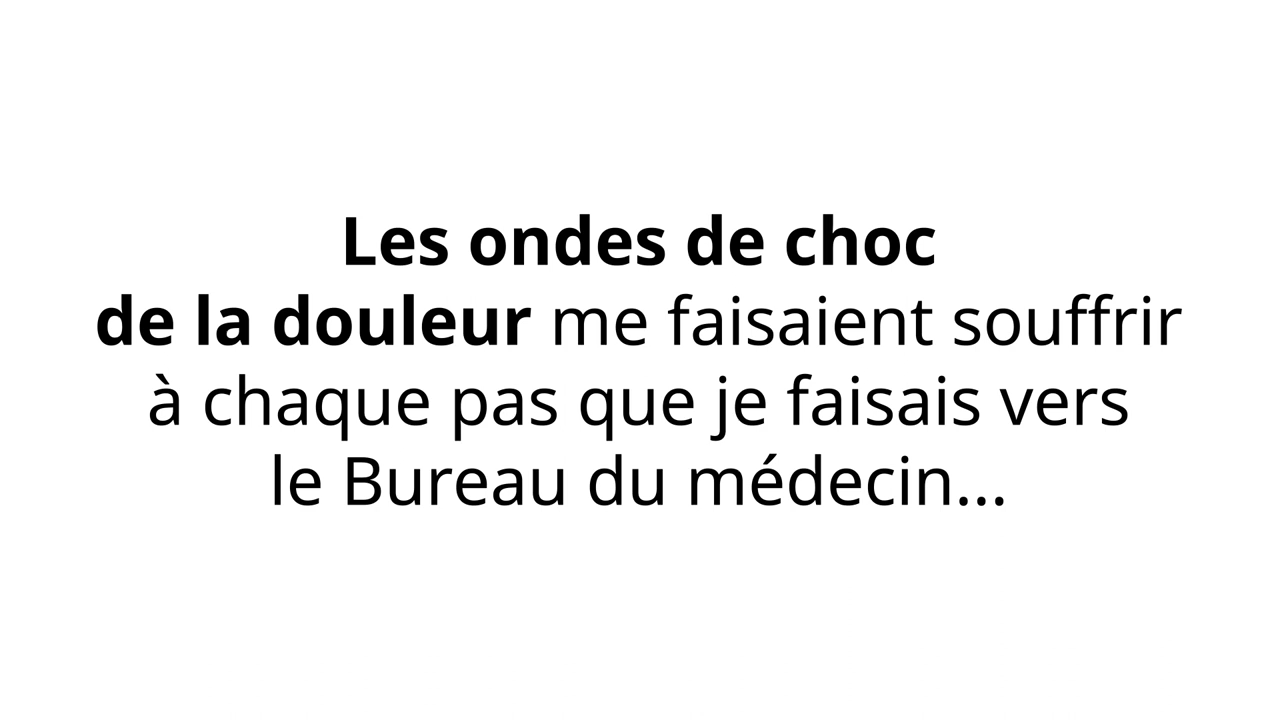 Les ondes de choc
de la douleur me faisaient souffrir
à chaque pas que je faisais vers
le Bureau du médecin...